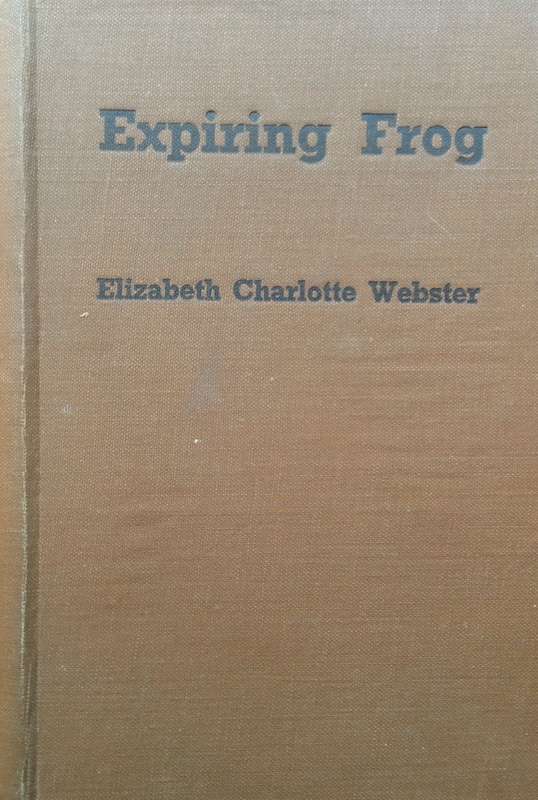 Expiring Frog
Elizabeth Charlotte Webster